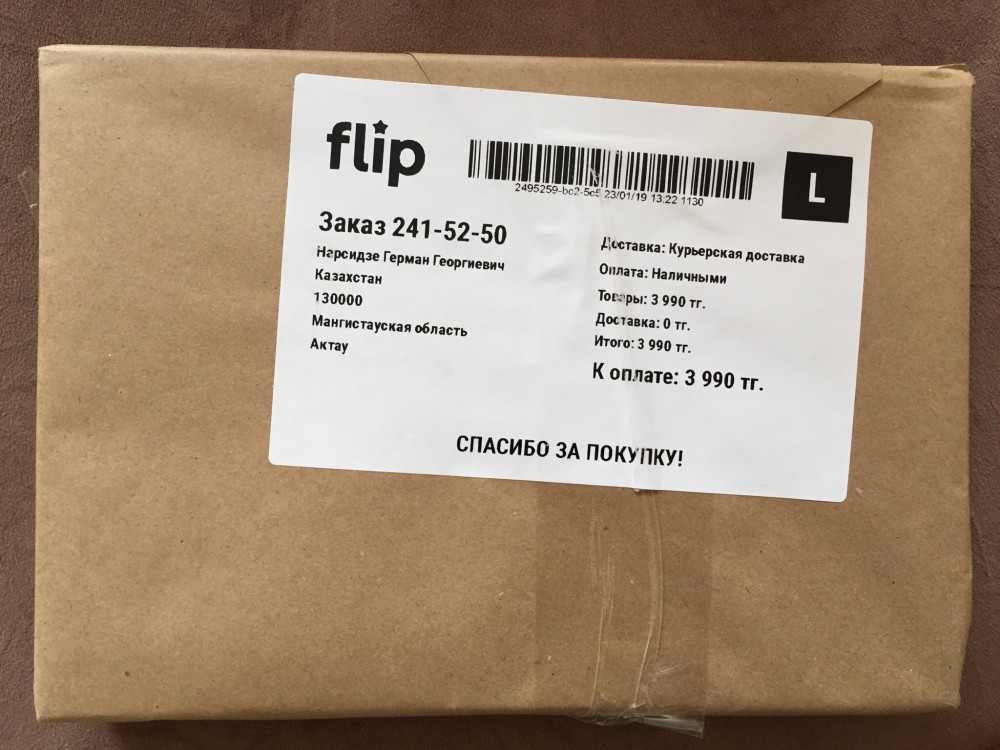 flip
2495259-bc2-5c5 23/01/19 13:22 1130
L
Заказ 241-52-50
Нарсидзе Герман Георгиевич
Казахстан
130000
Мангистауская область
Актау
Доставка: Курьерская доставка
Оплата: Наличными
Товары: 3 990 тг.
Доставка: 0 тг.
Итого: 3 990 тг.
К оплате: 3 990 тг.
СПАСИБО ЗА ПОКУПКУ!